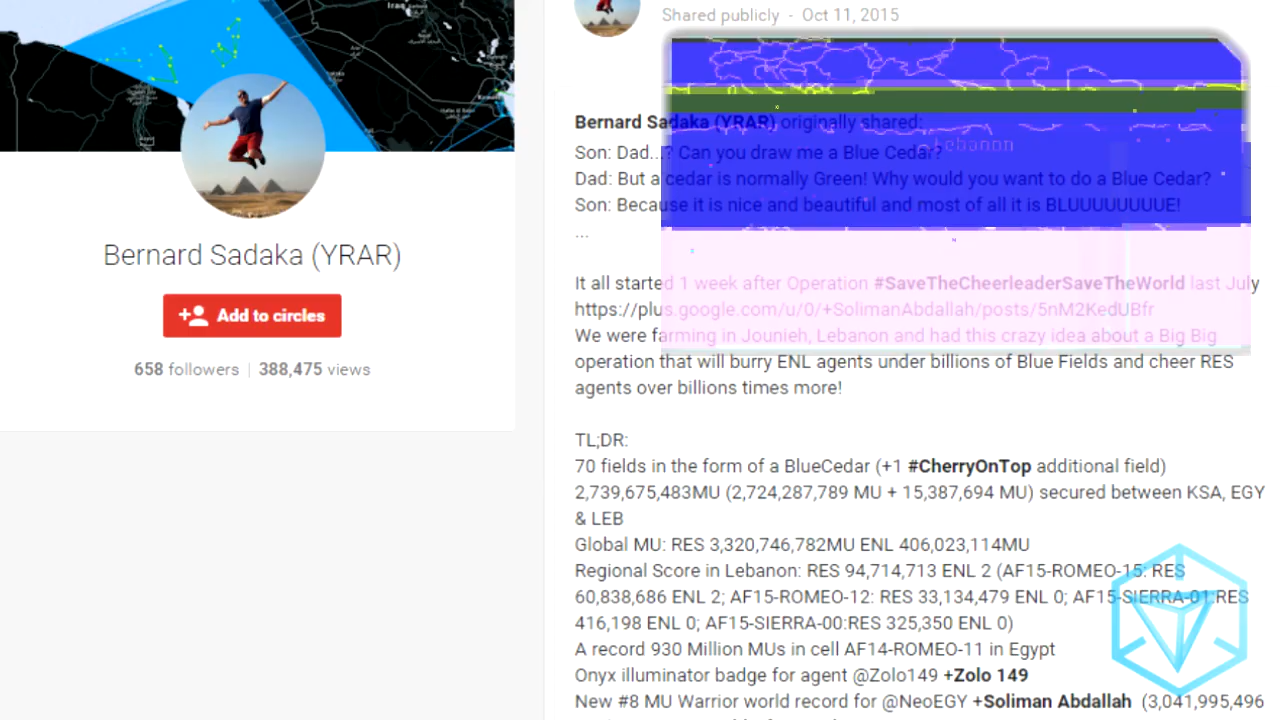 Iraq
Shared publicly - Oct 11, 2015
Lebanon
Bernard Sadaka (YRAR) originally shared:
Son: Dad...? Can you draw me a Blue Cedar?
Dad: But a cedar is normally Green! Why would you want to do a Blue Cedar?
Son: Because it is nice and beautiful and most of all it is BLUUUUUUUUE!
...
It all started 1 week after Operation #SaveTheCheerleaderSaveTheWorld last July
https://plus.google.com/u/0/+SolimanAbdallah/posts/5nM2KedUBfr
We were farming in Jounieh, Lebanon and had this crazy idea about a Big Big
operation that will burry ENL agents under billions of Blue Fields and cheer RES
agents over billions times more!
TL;DR:
70 fields in the form of a BlueCedar (+1 #CherryOnTop additional field)
2,739,675,483MU (2,724,287,789 MU + 15,387,694 MU) secured between KSA, EGY
& LEB
Global MU: RES 3,320,746,782MU ENL 406,023,114MU
Regional Score in Lebanon: RES 94,714,713 ENL 2 (AF15-ROMEO-15: RES
60,838,686 ENL 2; AF15-ROMEO-12: RES 33,134,479 ENL 0; AF15-SIERRA-01:RES
416,198 ENL 0; AF15-SIERRA-00:RES 325,350 ENL 0)
A record 930 Million MUs in cell AF14-ROMEO-11 in Egypt
Onyx illuminator badge for agent @Zolo149 +Zolo 149
New #8 MU Warrior world record for @NeoEGY +Soliman Abdallah (3,041,995,496
Bernard Sadaka (YRAR)
Add to circles
658 followers | 388,475 views